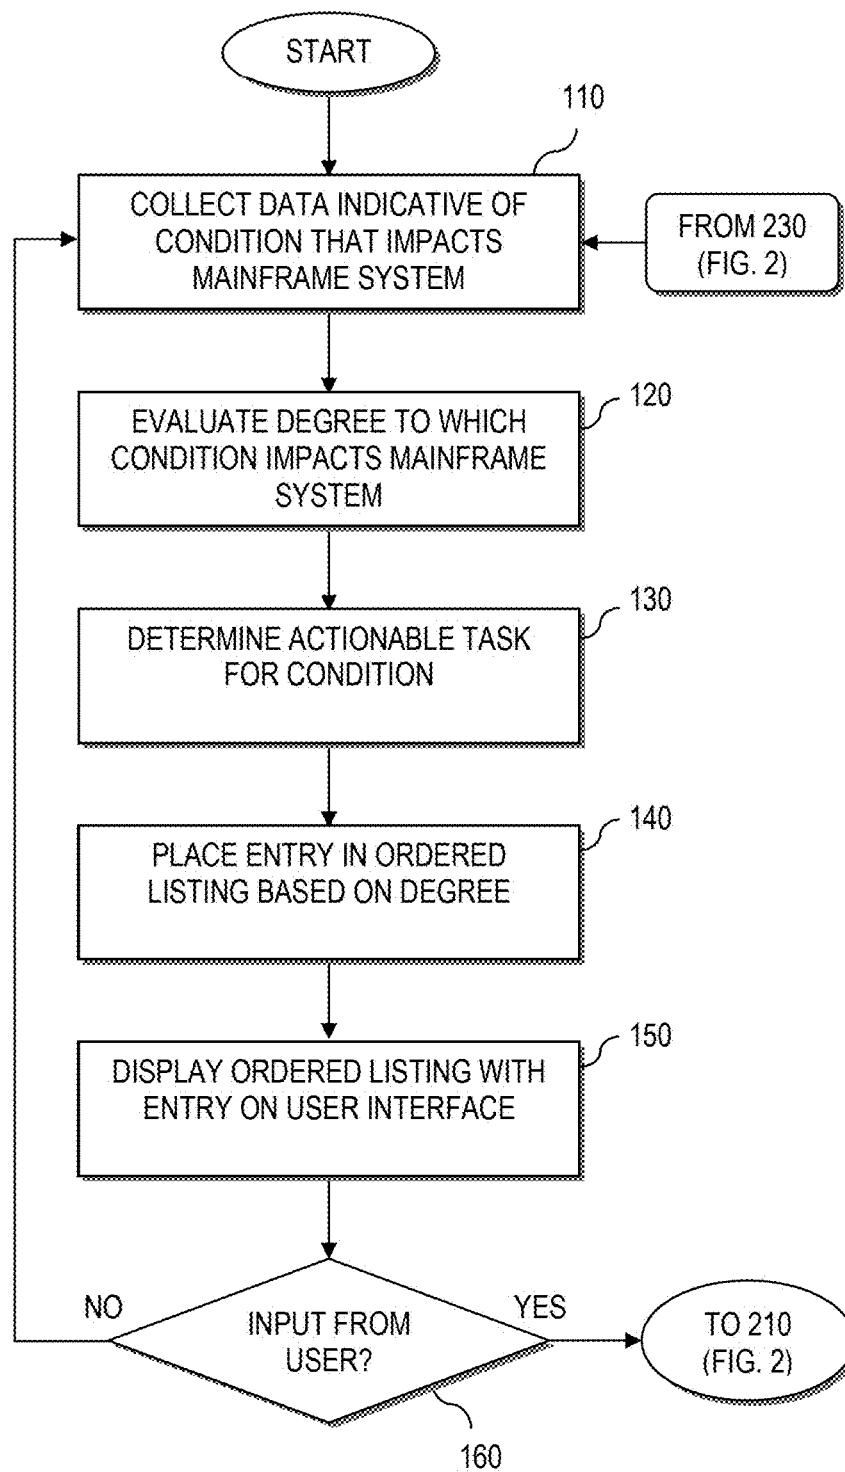 START
110
COLLECT DATA INDICATIVE OF
CONDITION THAT IMPACTS
MAINFRAME SYSTEM
FROM 230
(FIG. 2)
120
EVALUATE DEGREE TO WHICH
CONDITION IMPACTS MAINFRAME
SYSTEM
130
DETERMINE ACTIONABLE TASK
FOR CONDITION
140
PLACE ENTRY IN ORDERED
LISTING BASED ON DEGREE
150
DISPLAY ORDERED LISTING WITH
ENTRY ON USER INTERFACE
NO
INPUT FROM
USER?
YES
TO 210
(FIG. 2)
160